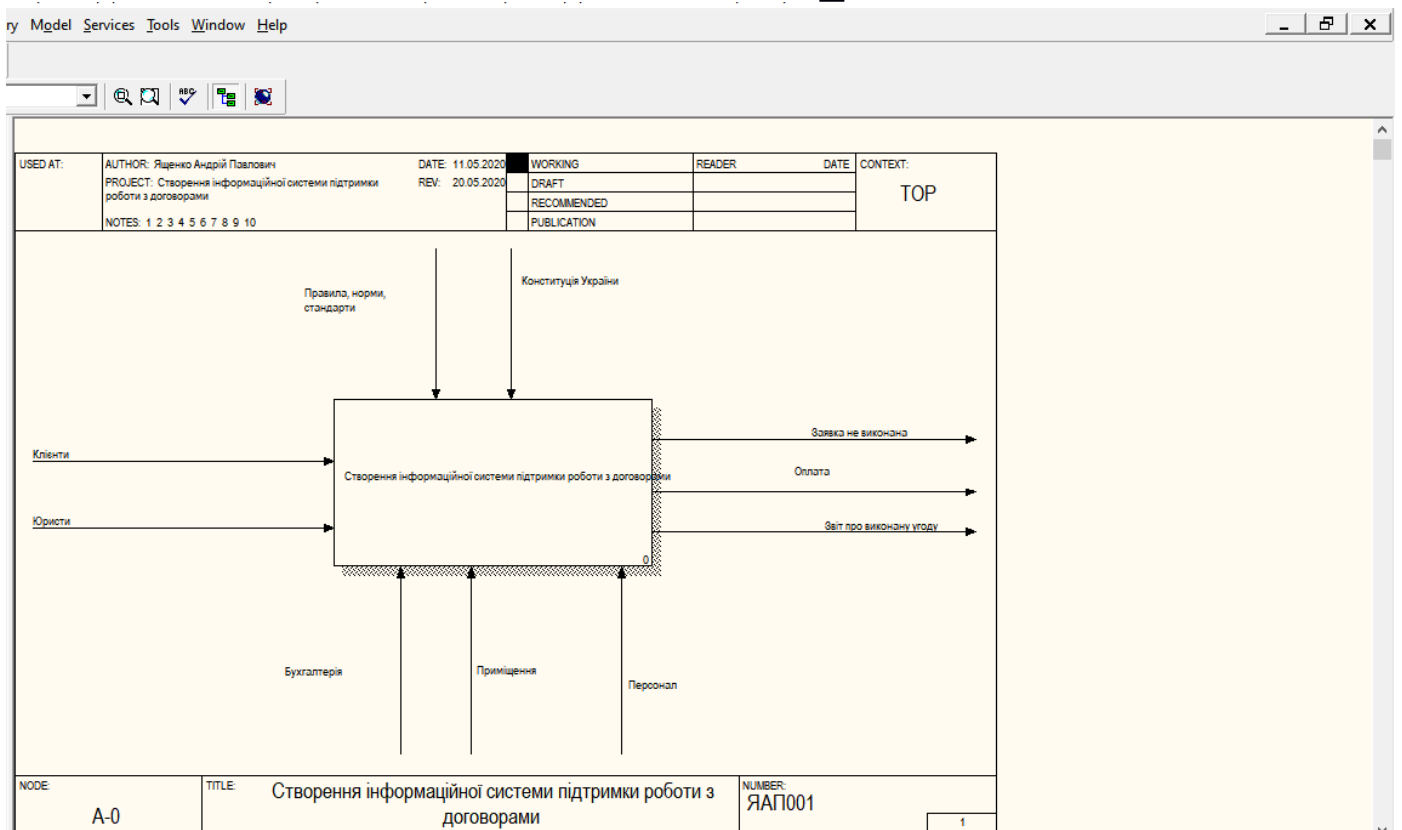 ry Model Services Tools Window Help
USED AT:
AUTHOR: Ященко Андрій Павлович
DATE: 11.05.2020
WORKING
READER
DATE
CONTEXT:
PROJECT: Створення інформаційної системи підтримки
роботи з договорами
REV: 20.05.2020
DRAFT
TOP
RECOMMENDED
NOTES: 1 2 3 4 5 6 7 8 9 10
PUBLICATION
Правила, норми,
стандарти
Конституція України
Клієнти
Юристи
Створення інформаційної системи підтримки роботи з договорами
0
Заявка не виконана
Оплата
Звіт про виконану угоду
Бухгалтерія
Приміщення
Персонал
NODE:
A-0
TITLE:
Створення інформаційної системи підтримки роботи з
договорами
NUMBER:
ЯАП001
1